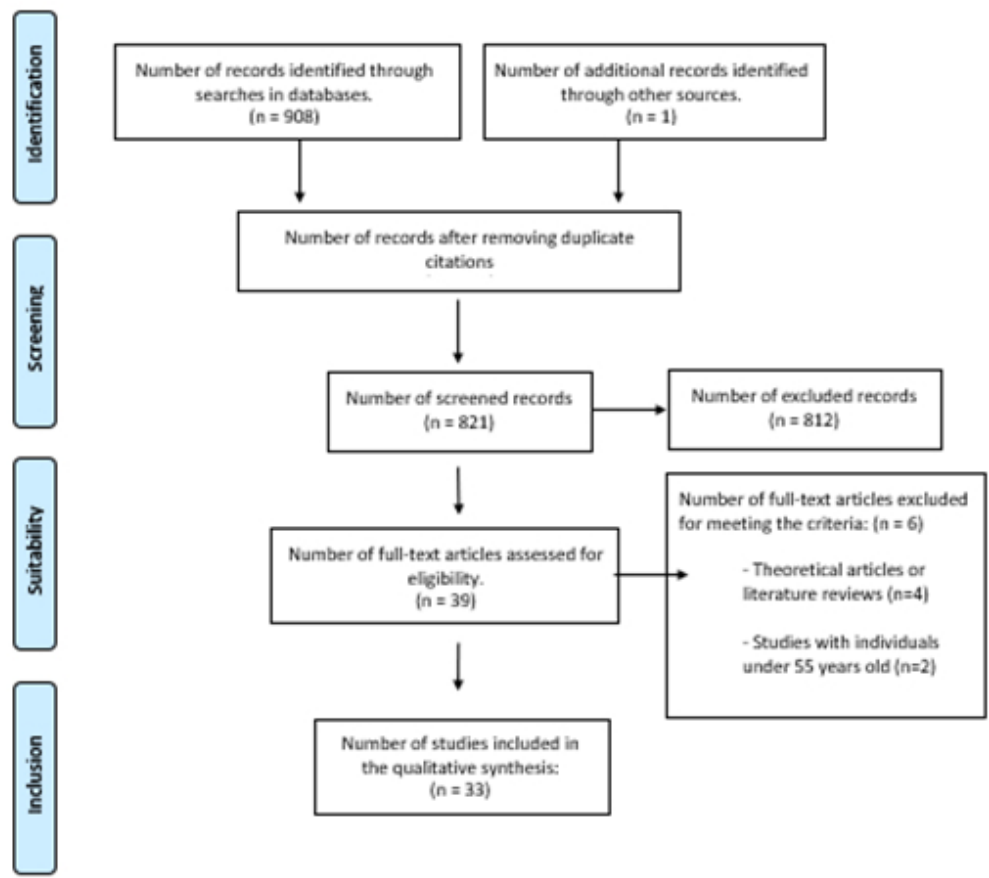 Identification
Number of records identified through
searches in databases.
(n = 908)
Number of additional records identified
through other sources.
(n = 1)
Number of records after removing duplicate
citations
Screening
Number of screened records
(n = 821)
Number of excluded records
(n = 812)
Suitability
Number of full-text articles assessed for
eligibility.
(n = 39)
Number of full-text articles excluded
for meeting the criteria: (n = 6)
- Theoretical articles or
literature reviews (n=4)
- Studies with individuals
under 55 years old (n=2)
Inclusion
Number of studies included in
the qualitative synthesis:
(n = 33)